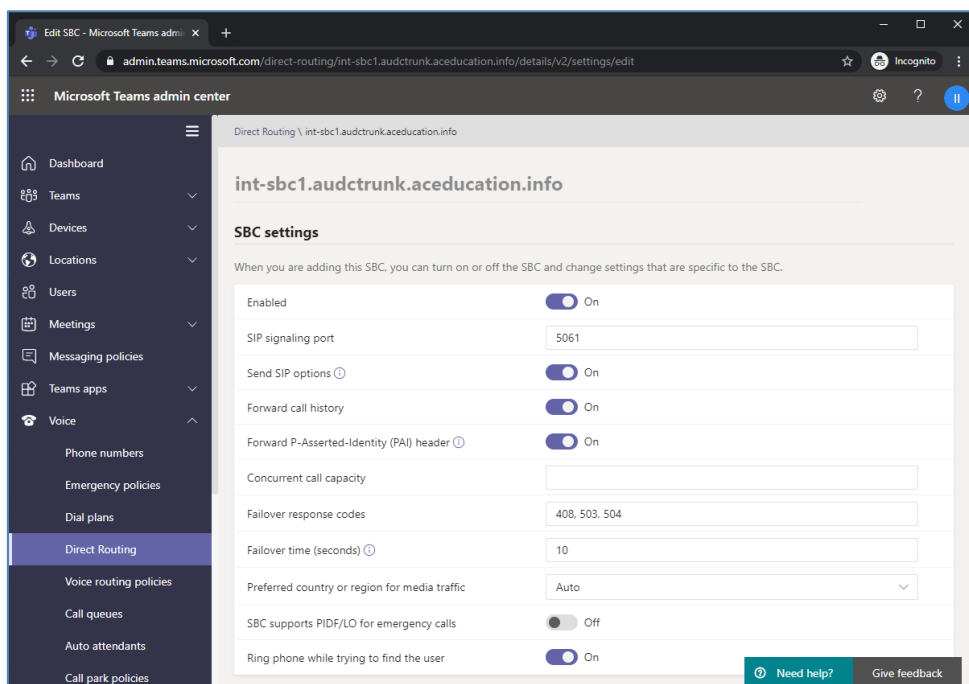 Edit SBC - Microsoft Teams admi
admin.teams.microsoft.com/direct-routing/int-sbc1.audctrunk.aceducation.info/details/v2/settings/edit
Incognito
Microsoft Teams admin center
?
II
Dashboard
Teams
Devices
Locations
Users
Meetings
Messaging policies
Teams apps
Voice
Phone numbers
Emergency policies
Dial plans
Direct Routing
Voice routing policies
Call queues
Auto attendants
Call park policies
Direct Routing \ int-sbc1.audctrunk.aceducation.info
int-sbc1.audctrunk.aceducation.info
SBC settings
When you are adding this SBC, you can turn on or off the SBC and change settings that are specific to the SBC.
Enabled On
SIP signaling port 5061
Send SIP options On
Forward call history On
Forward P-Asserted-Identity (PAI) header On
Concurrent call capacity
Failover response codes 408, 503, 504
Failover time (seconds) 10
Preferred country or region for media traffic Auto
SBC supports PIDF/LO for emergency calls Off
Ring phone while trying to find the user On
Need help? Give feedback